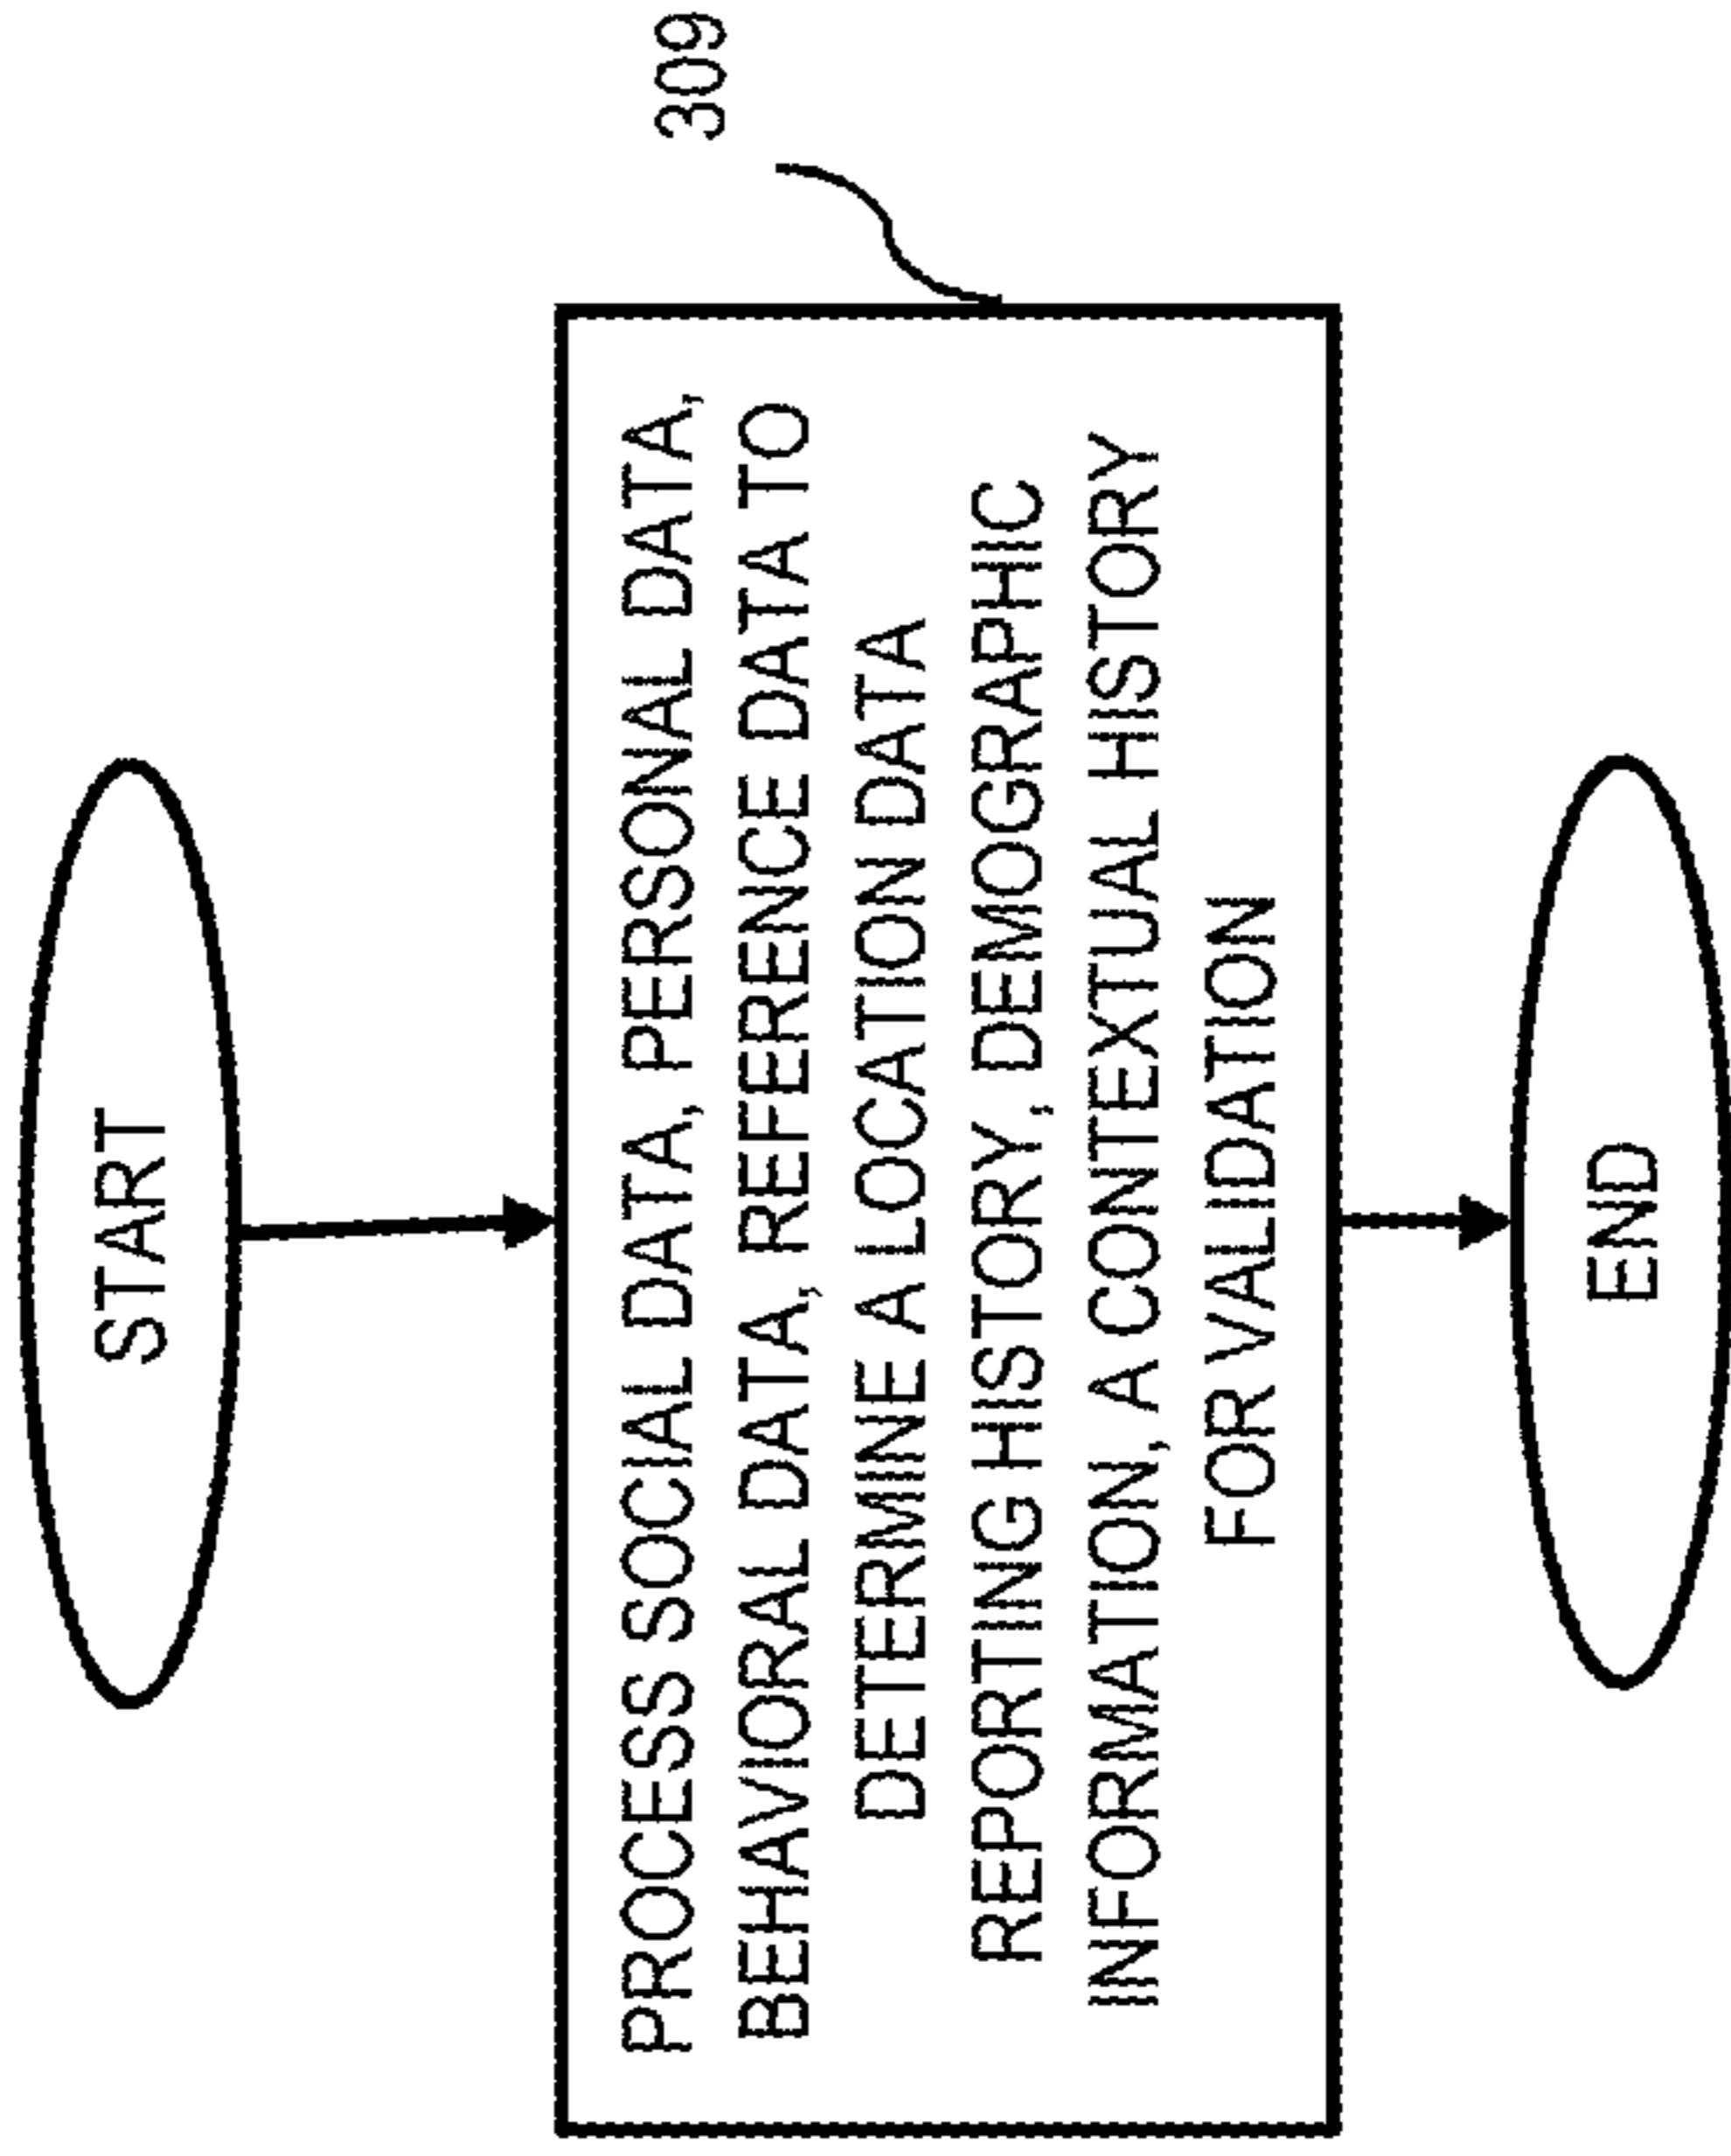 START
309
PROCESS SOCIAL DATA, PERSONAL DATA,
BEHAVIORAL DATA, REFERENCE DATA TO
DETERMINE A LOCATION DATA
REPORTING HISTORY, DEMOGRAPHIC
INFORMATION, A CONTEXTUAL HISTORY
FOR VALIDATION
END